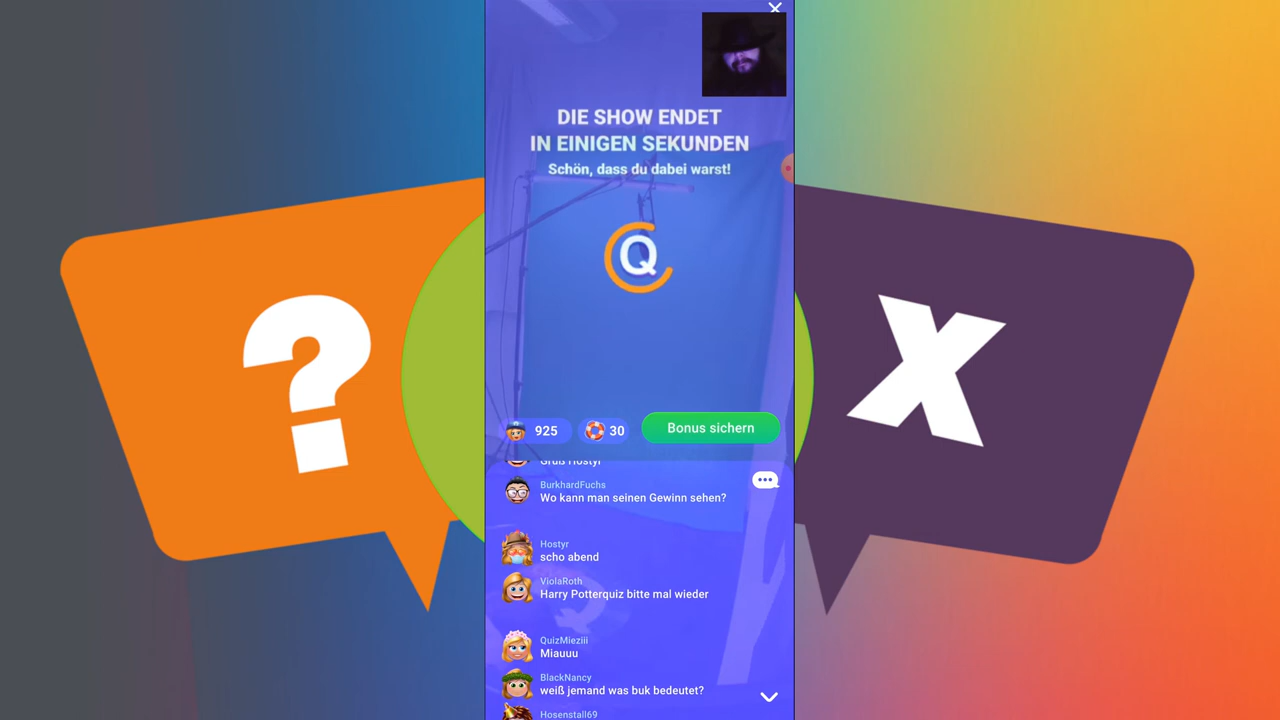 DIE SHOW ENDET
IN EINIGEN SEKUNDEN
Schön, dass du dabei warst!
Q
?
X
925
30
Bonus sichern
Gruß Hostyr
BurkhardFuchs
Wo kann man seinen Gewinn sehen?
Hostyr
scho abend
ViolaRoth
Harry Potterquiz bitte mal wieder
QuizMieziii
Miauuu
BlackNancy
weiß jemand was buk bedeutet?
Hosenstall69